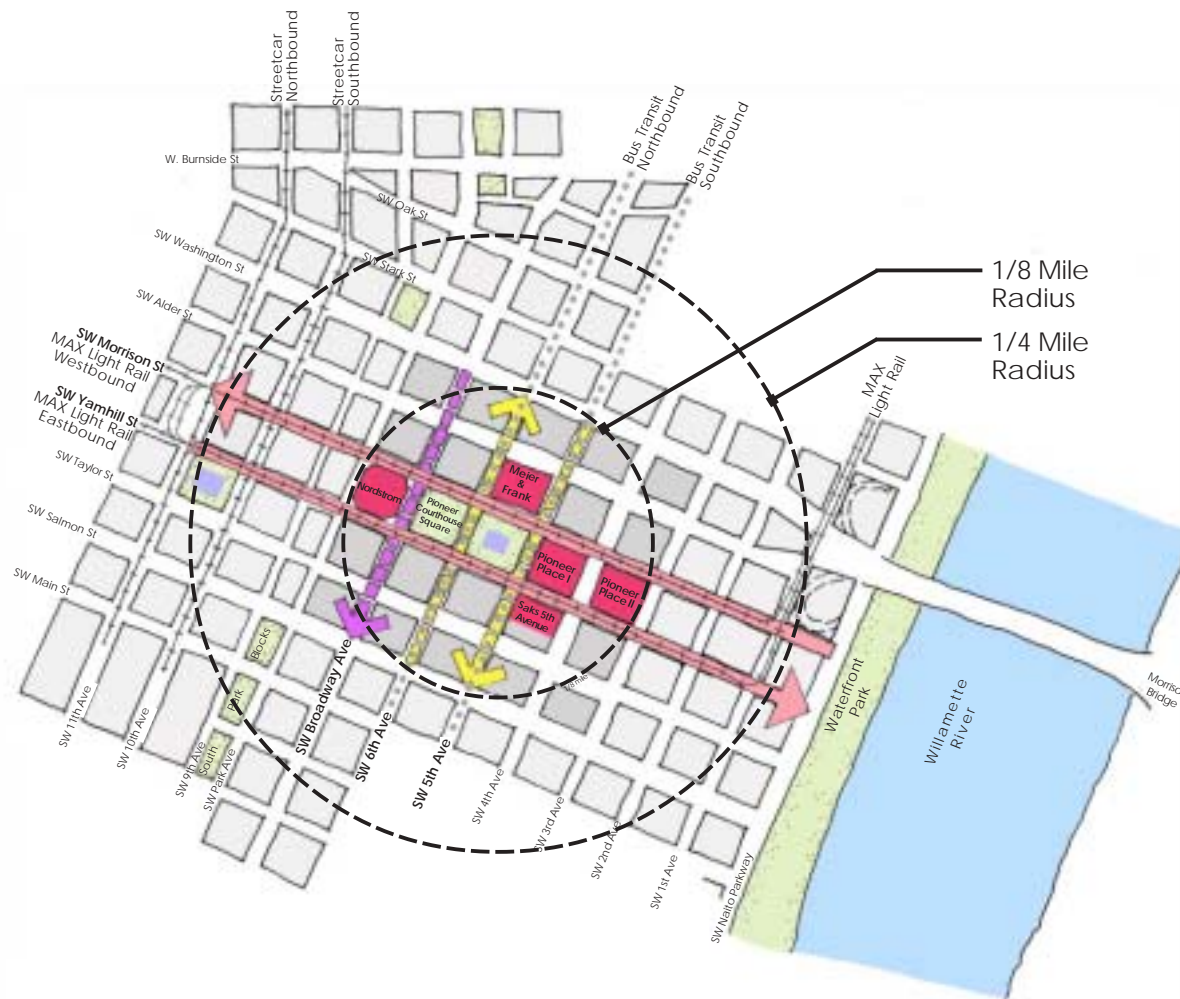 Streetcar
Northbound
Streetcar
Southbound
Bus Transit
Northbound
Bus Transit
Southbound
W. Burnside St
SW Oak St
SW Washington St
SW Stark St
1/8 Mile
Radius
SW Alder St
1/4 Mile
Radius
SW Morrison St
MAX Light Rail
Westbound
MAX
Light Rail
SW Yamhill St
MAX Light Rail
Eastbound
SW Taylor St
SW Salmon St
SW Main St
Nordstrom
Meier
&
Frank
Pioneer
Courthouse
Square
Pioneer
Place I
Pioneer
Place II
Saks 5th
Avenue
1/8 mile
Blocks
Park
South
SW 11th Ave
SW 10th Ave
SW 9th Ave
SW Park Ave
SW Broadway Ave
SW 6th Ave
SW 5th Ave
SW 4th Ave
SW 3rd Ave
SW 2nd Ave
SW 1st Ave
SW Naito Parkway
Waterfront
Park
Willamette
River
Morriso
Bridge